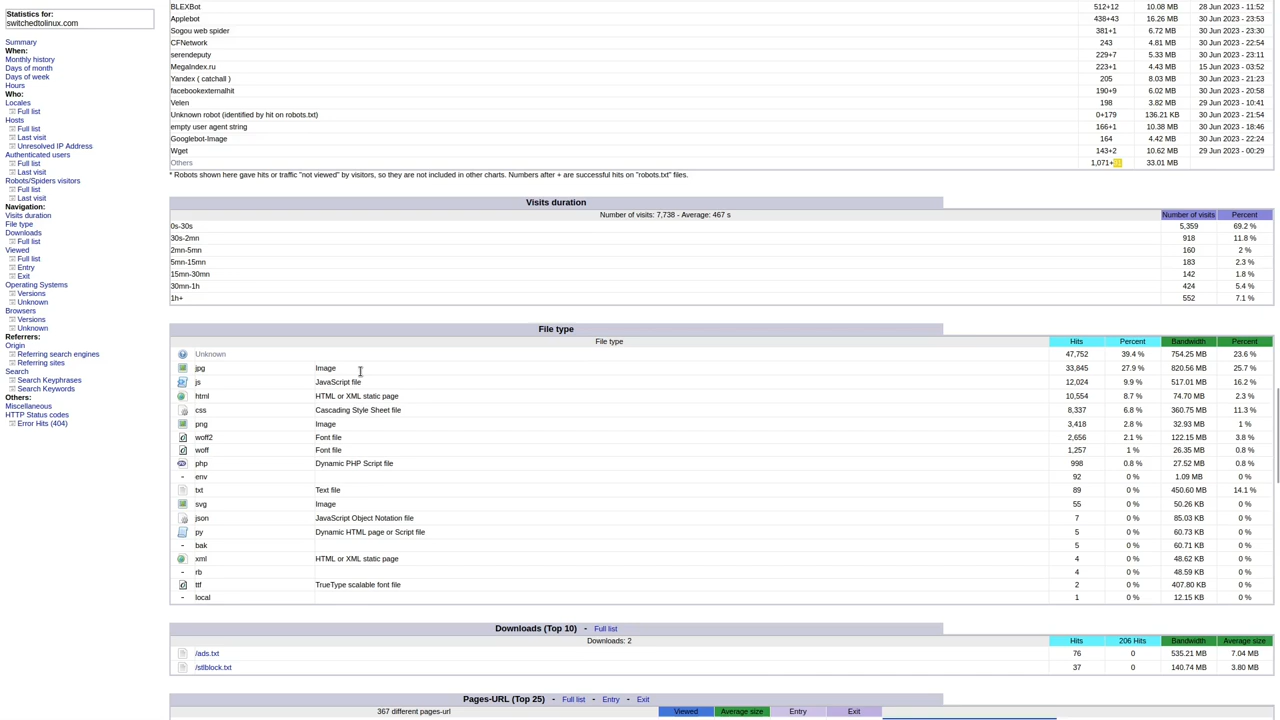 Statistics for:
switchedtolinux.com
Summary
When:
Monthly history
Days of month
Days of week
Hours
Who:
Locales
Full list
Hosts
Full list
Last visit
Unresolved IP Address
Authenticated users
Full list
Last visit
Robots/Spiders visitors
Full list
Last visit
Navigation:
Visits duration
File type
Downloads
Full list
Viewed
Full list
Entry
Exit
Operating Systems
Versions
Unknown
Browsers
Versions
Unknown
Referrers:
Origin
Referring search engines
Referring sites
Search
Search Keyphrases
Search Keywords
Others:
Miscellaneous
HTTP Status codes
Error Hits (404)
BLEXBot 512+12 10.08 MB 28 Jun 2023 - 11:52
Applebot 438+43 16.26 MB 30 Jun 2023 - 23:53
Sogou web spider 381+1 6.72 MB 30 Jun 2023 - 23:30
CFNetwork 243 4.81 MB 30 Jun 2023 - 22:54
serendeputy 229+7 5.33 MB 30 Jun 2023 - 23:11
MegaIndex.ru 223+1 4.43 MB 15 Jun 2023 - 03:52
Yandex ( catchall ) 205 8.03 MB 30 Jun 2023 - 21:23
facebookexternalhit 190+9 6.02 MB 30 Jun 2023 - 20:58
Velen 198 3.82 MB 29 Jun 2023 - 10:41
Unknown robot (identified by hit on robots.txt) 0+179 136.21 KB 30 Jun 2023 - 21:54
empty user agent string 166+1 10.38 MB 30 Jun 2023 - 18:46
Googlebot-Image 164 4.42 MB 30 Jun 2023 - 22:24
Wget 143+2 10.62 MB 29 Jun 2023 - 00:29
Others 1,071+ 33.01 MB
* Robots shown here gave hits or traffic "not viewed" by visitors, so they are not included in other charts. Numbers after + are successful hits on "robots.txt" files.
Visits duration
Number of visits: 7,738 - Average: 467 s Number of visits Percent
0s-30s 5,359 69.2 %
30s-2mn 918 11.8 %
2mn-5mn 160 2 %
5mn-15mn 183 2.3 %
15mn-30mn 142 1.8 %
30mn-1h 424 5.4 %
1h+ 552 7.1 %
File type
File type Hits Percent Bandwidth Percent
Unknown 47,752 39.4 % 754.25 MB 23.6 %
jpg Image 33,845 27.9 % 820.56 MB 25.7 %
js JavaScript file 12,024 9.9 % 517.01 MB 16.2 %
html HTML or XML static page 10,554 8.7 % 74.70 MB 2.3 %
css Cascading Style Sheet file 8,337 6.8 % 360.75 MB 11.3 %
png Image 3,418 2.8 % 32.93 MB 1 %
woff2 Font file 2,656 2.1 % 122.15 MB 3.8 %
woff Font file 1,257 1 % 26.35 MB 0.8 %
php Dynamic PHP Script file 998 0.8 % 27.52 MB 0.8 %
- env 92 0 % 1.09 MB 0 %
txt Text file 89 0 % 450.60 MB 14.1 %
svg Image 55 0 % 50.26 KB 0 %
json JavaScript Object Notation file 7 0 % 85.03 KB 0 %
py Dynamic HTML page or Script file 5 0 % 60.73 KB 0 %
- bak 5 0 % 60.71 KB 0 %
xml HTML or XML static page 4 0 % 48.62 KB 0 %
- rb 4 0 % 48.59 KB 0 %
ttf TrueType scalable font file 2 0 % 407.80 KB 0 %
- local 1 0 % 12.15 KB 0 %
Downloads (Top 10) - Full list
Downloads: 2 Hits 206 Hits Bandwidth Average size
/ads.txt 76 0 535.21 MB 7.04 MB
/stlblock.txt 37 0 140.74 MB 3.80 MB
Pages-URL (Top 25) - Full list - Entry - Exit
367 different pages-url Viewed Average size Entry Exit